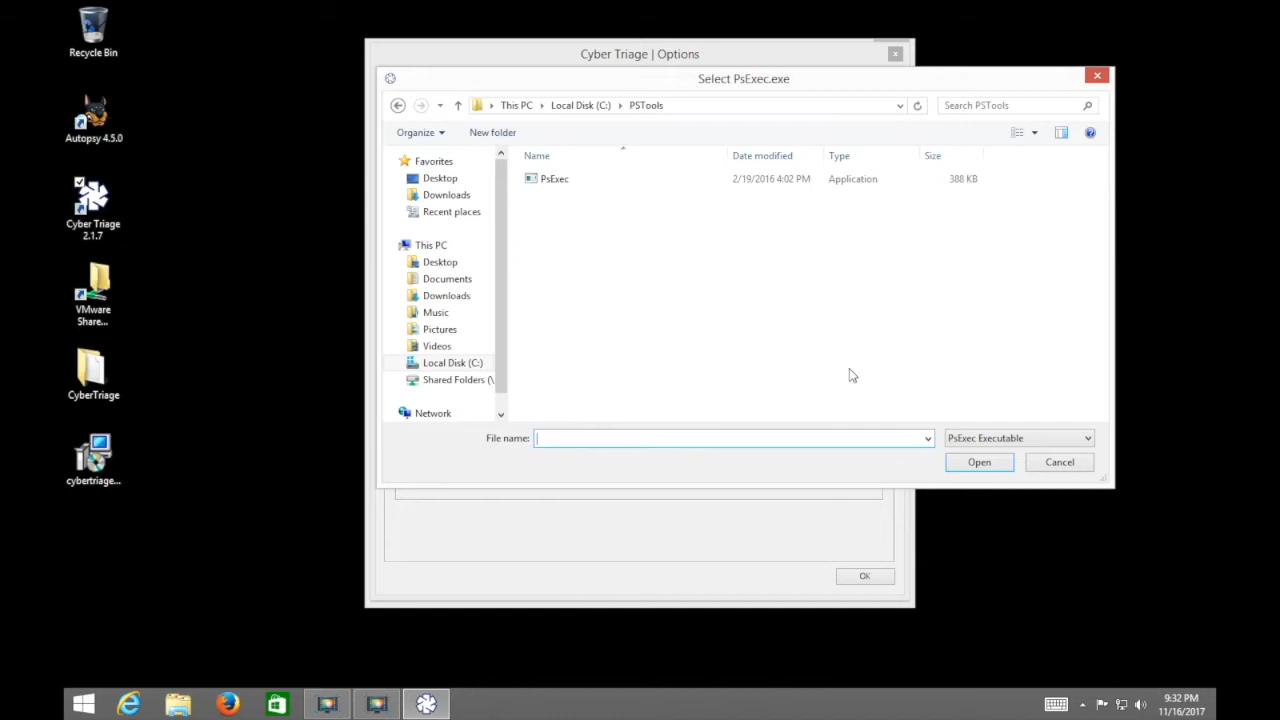 Recycle Bin
Autopsy 4.5.0
Cyber Triage
2.1.7
VMware
Share...
CyberTriage
cybertriage...
Cyber Triage | Options
Select PsExec.exe
This PC
Local Disk (C:)
PSTools
Search PSTools
Organize
New folder
Name
Date modified
Type
Size
PsExec
2/19/2016 4:02 PM
Application
388 KB
Favorites
Desktop
Downloads
Recent places
This PC
Desktop
Documents
Downloads
Music
Pictures
Videos
Local Disk (C:)
Shared Folders (\
Network
File name:
PsExec Executable
Open
Cancel
OK
9:32 PM
11/16/2017